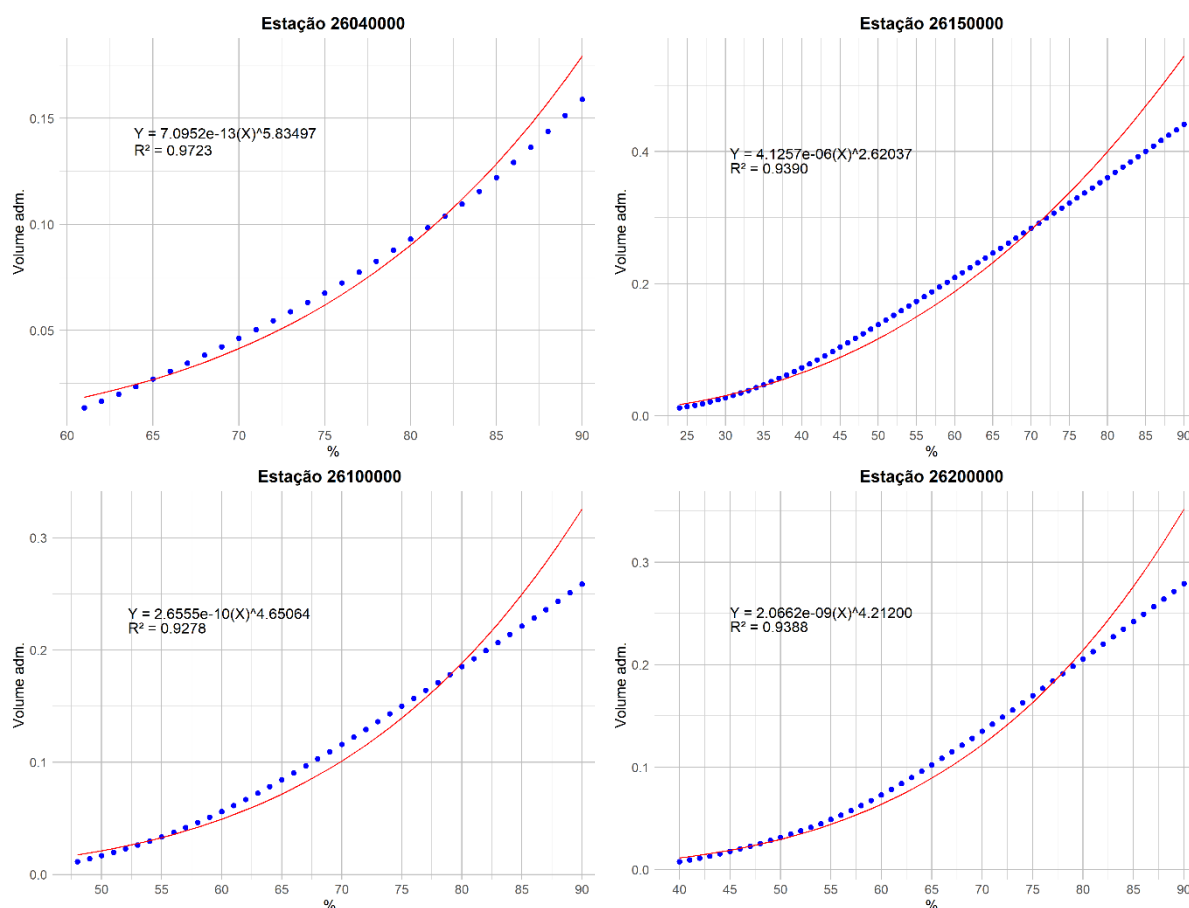 Estação 26040000
Volume adm.
0.15
0.10
0.05
Y = 7.0952e-13(X)^5.83497
R² = 0.9723
60 65 70 75 80 85 90
%
Estação 26150000
Volume adm.
0.4
0.2
0.0
Y = 4.1257e-06(X)^2.62037
R² = 0.9390
25 30 35 40 45 50 55 60 65 70 75 80 85 90
%
Estação 26100000
Volume adm.
0.3
0.2
0.1
0.0
Y = 2.6555e-10(X)^4.65064
R² = 0.9278
50 55 60 65 70 75 80 85 90
%
Estação 26200000
Volume adm.
0.3
0.2
0.1
0.0
Y = 2.0662e-09(X)^4.21200
R² = 0.9388
40 45 50 55 60 65 70 75 80 85 90
%